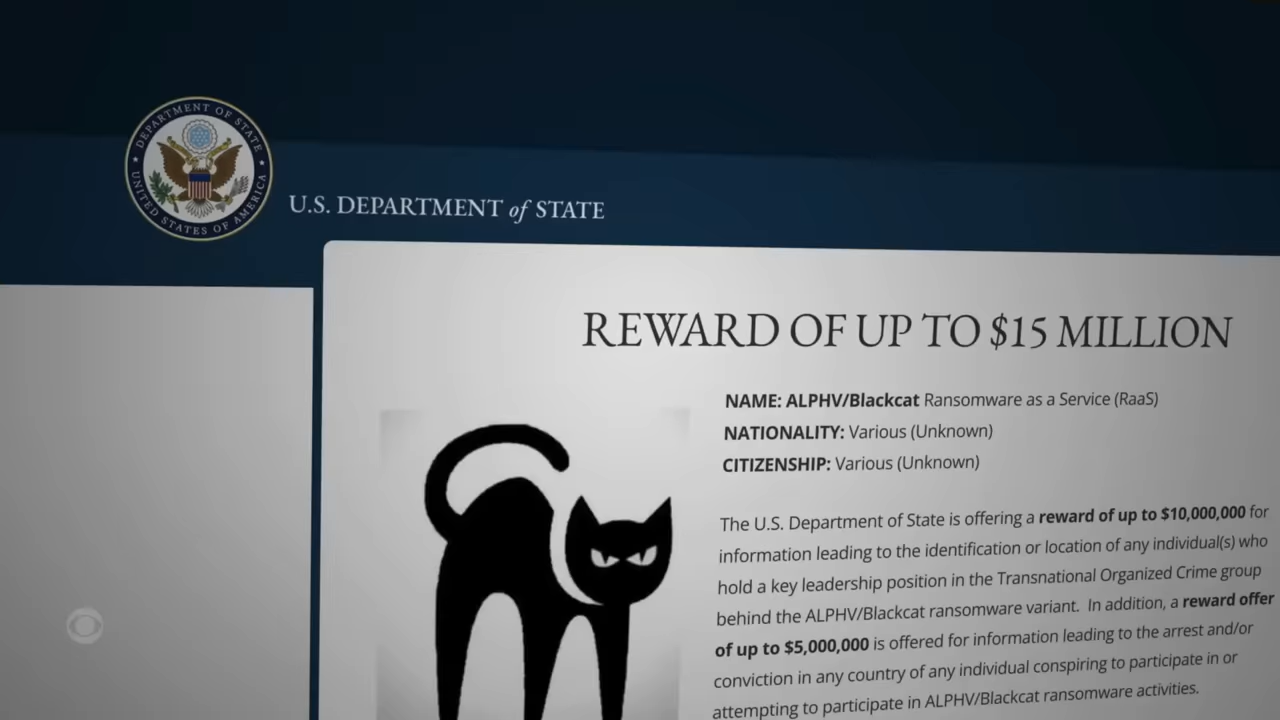 DEPARTMENT OF STATE
UNITED STATES OF AMERICA
U.S. DEPARTMENT of STATE
REWARD OF UP TO $15 MILLION
NAME: ALPHV/Blackcat Ransomware as a Service (RaaS)
NATIONALITY: Various (Unknown)
CITIZENSHIP: Various (Unknown)
The U.S. Department of State is offering a reward of up to $10,000,000 for
information leading to the identification or location of any individual(s) who
hold a key leadership position in the Transnational Organized Crime group
behind the ALPHV/Blackcat ransomware variant. In addition, a reward offer
of up to $5,000,000 is offered for information leading to the arrest and/or
conviction in any country of any individual conspiring to participate in or
attempting to participate in ALPHV/Blackcat ransomware activities.